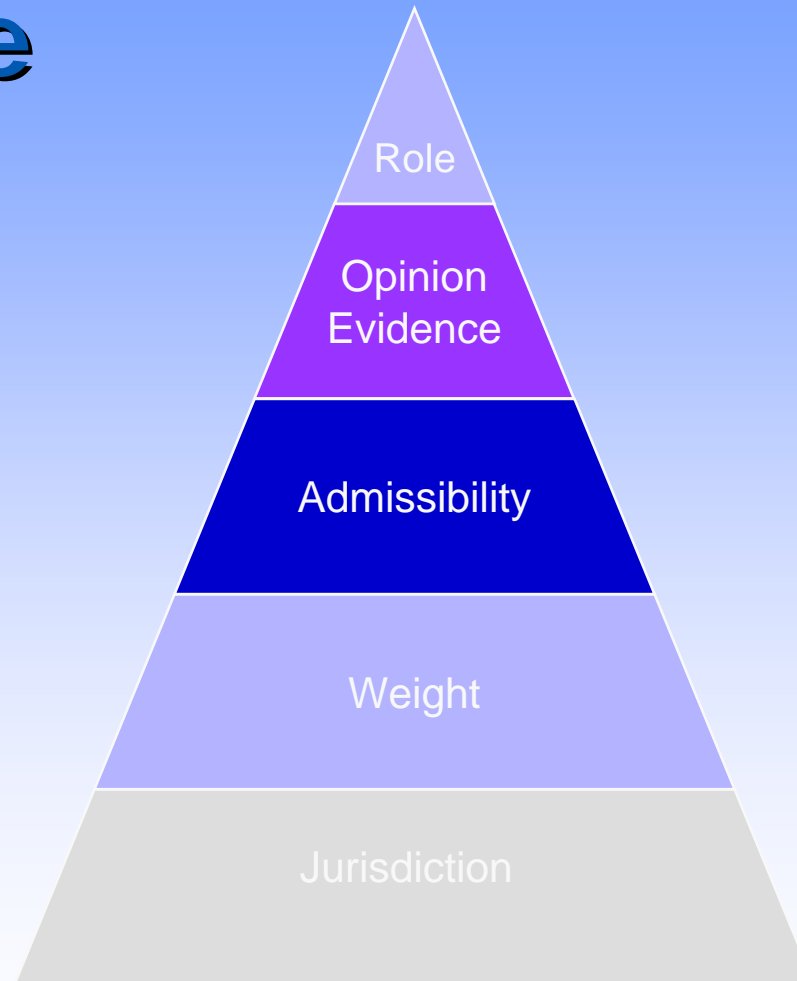 e
Role
Opinion
Evidence
Admissibility
Weight
Jurisdiction